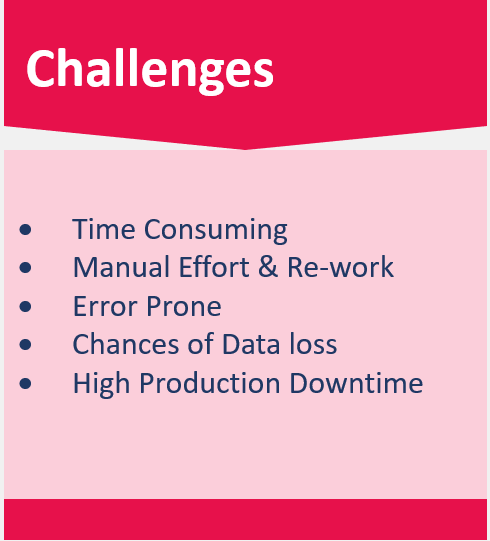 Challenges
• Time Consuming
• Manual Effort & Re-work
• Error Prone
• Chances of Data loss
• High Production Downtime